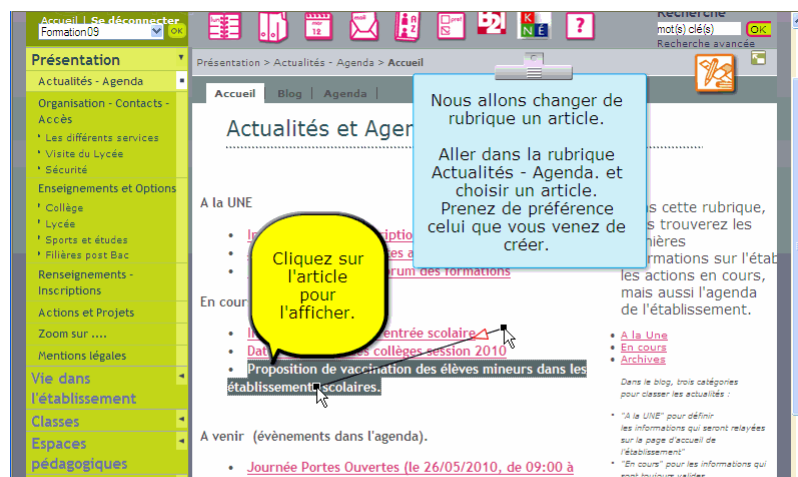 Accueil | Se déconnecter
Formation09
OK
Recherche
mot(s) clé(s)
OK
Recherche avancée
Présentation
Actualités - Agenda
Organisation - Contacts -
Accès
Les différents services
Visite du Lycée
Sécurité
Enseignements et Options
Collège
Lycée
Sports et études
Filières post Bac
Renseignements -
Inscriptions
Actions et Projets
Zoom sur ....
Mentions légales
Vie dans
l'établissement
Classes
Espaces
pédagogiques
Présentation > Actualités - Agenda > Accueil
Accueil | Blog | Agenda |
Actualités et Ager
Nous allons changer de
rubrique un article.
Aller dans la rubrique
Actualités - Agenda. et
choisir un article.
Prenez de préférence
celui que vous venez de
créer.
A la UNE
orum des formations
Cliquez sur
l'article
pour
l'afficher.
En cour
entrée scolaire
Dat
es collèges session 2010
Proposition de vaccination des élèves mineurs dans les
établissements scolaires.
A venir (évènements dans l'agenda).
Journée Portes Ouvertes (le 26/05/2010, de 09:00 à
s cette rubrique,
s trouverez les
nières
ormations sur l'étab
les actions en cours,
mais aussi l'agenda
de l'établissement.
A la Une
En cours
Archives
Dans le blog, trois catégories
pour classer les actualités :
"A la UNE" pour définir
les informations qui seront relayées
sur la page d'accueil de
l'établissement"
"En cours" pour les informations qui
sont toujours valides